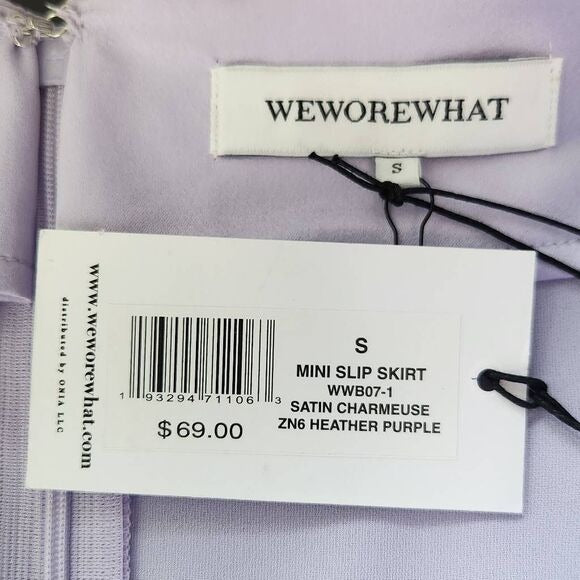 WEWOREWHAT
S
www.weworewhat.com
distributed by ONIA LLC
1 93294 71106 3
$69.00
S
MINI SLIP SKIRT
WWB07-1
SATIN CHARMEUSE
ZN6 HEATHER PURPLE